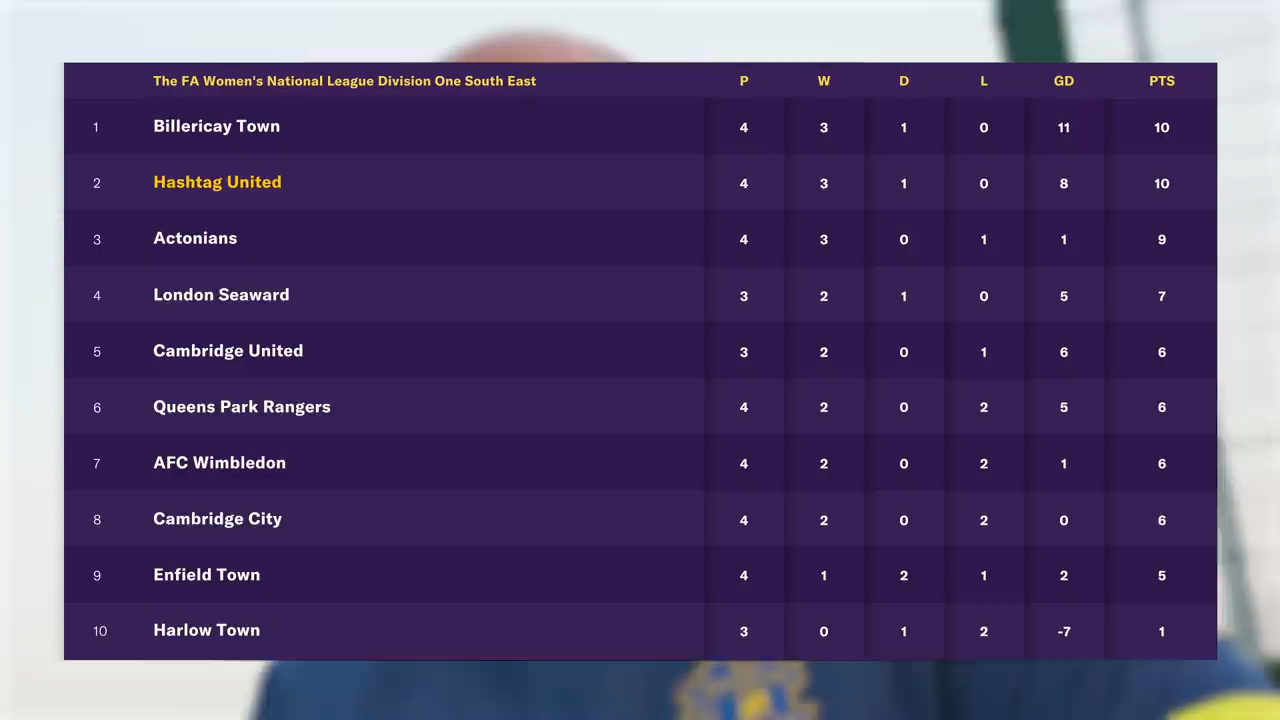 The FA Women's National League Division One South East P W D L GD PTS
1 Billericay Town 4 3 1 0 11 10
2 Hashtag United 4 3 1 0 8 10
3 Actonians 4 3 0 1 1 9
4 London Seaward 3 2 1 0 5 7
5 Cambridge United 3 2 0 1 6 6
6 Queens Park Rangers 4 2 0 2 5 6
7 AFC Wimbledon 4 2 0 2 1 6
8 Cambridge City 4 2 0 2 0 6
9 Enfield Town 4 1 2 1 2 5
10 Harlow Town 3 0 1 2 -7 1